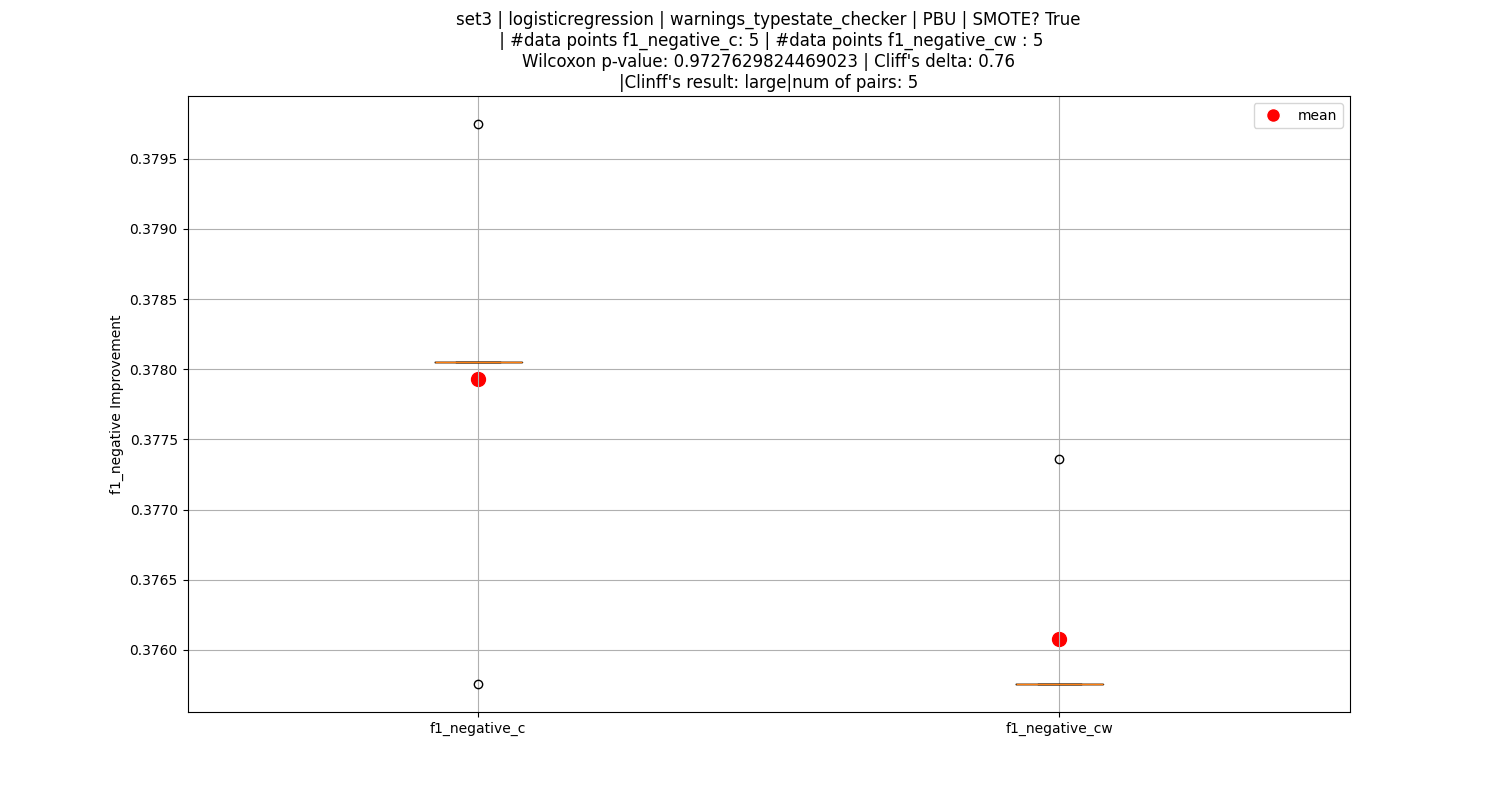 set3 | logisticregression | warnings_typestate_checker | PBU | SMOTE? True
| #data points f1_negative_c: 5 | #data points f1_negative_cw : 5
Wilcoxon p-value: 0.9727629824469023 | Cliff's delta: 0.76
|Clinff's result: large|num of pairs: 5
mean
0.3795
0.3790
0.3785
0.3780
0.3775
0.3770
0.3765
0.3760
f1_negative Improvement
f1_negative_c
f1_negative_cw